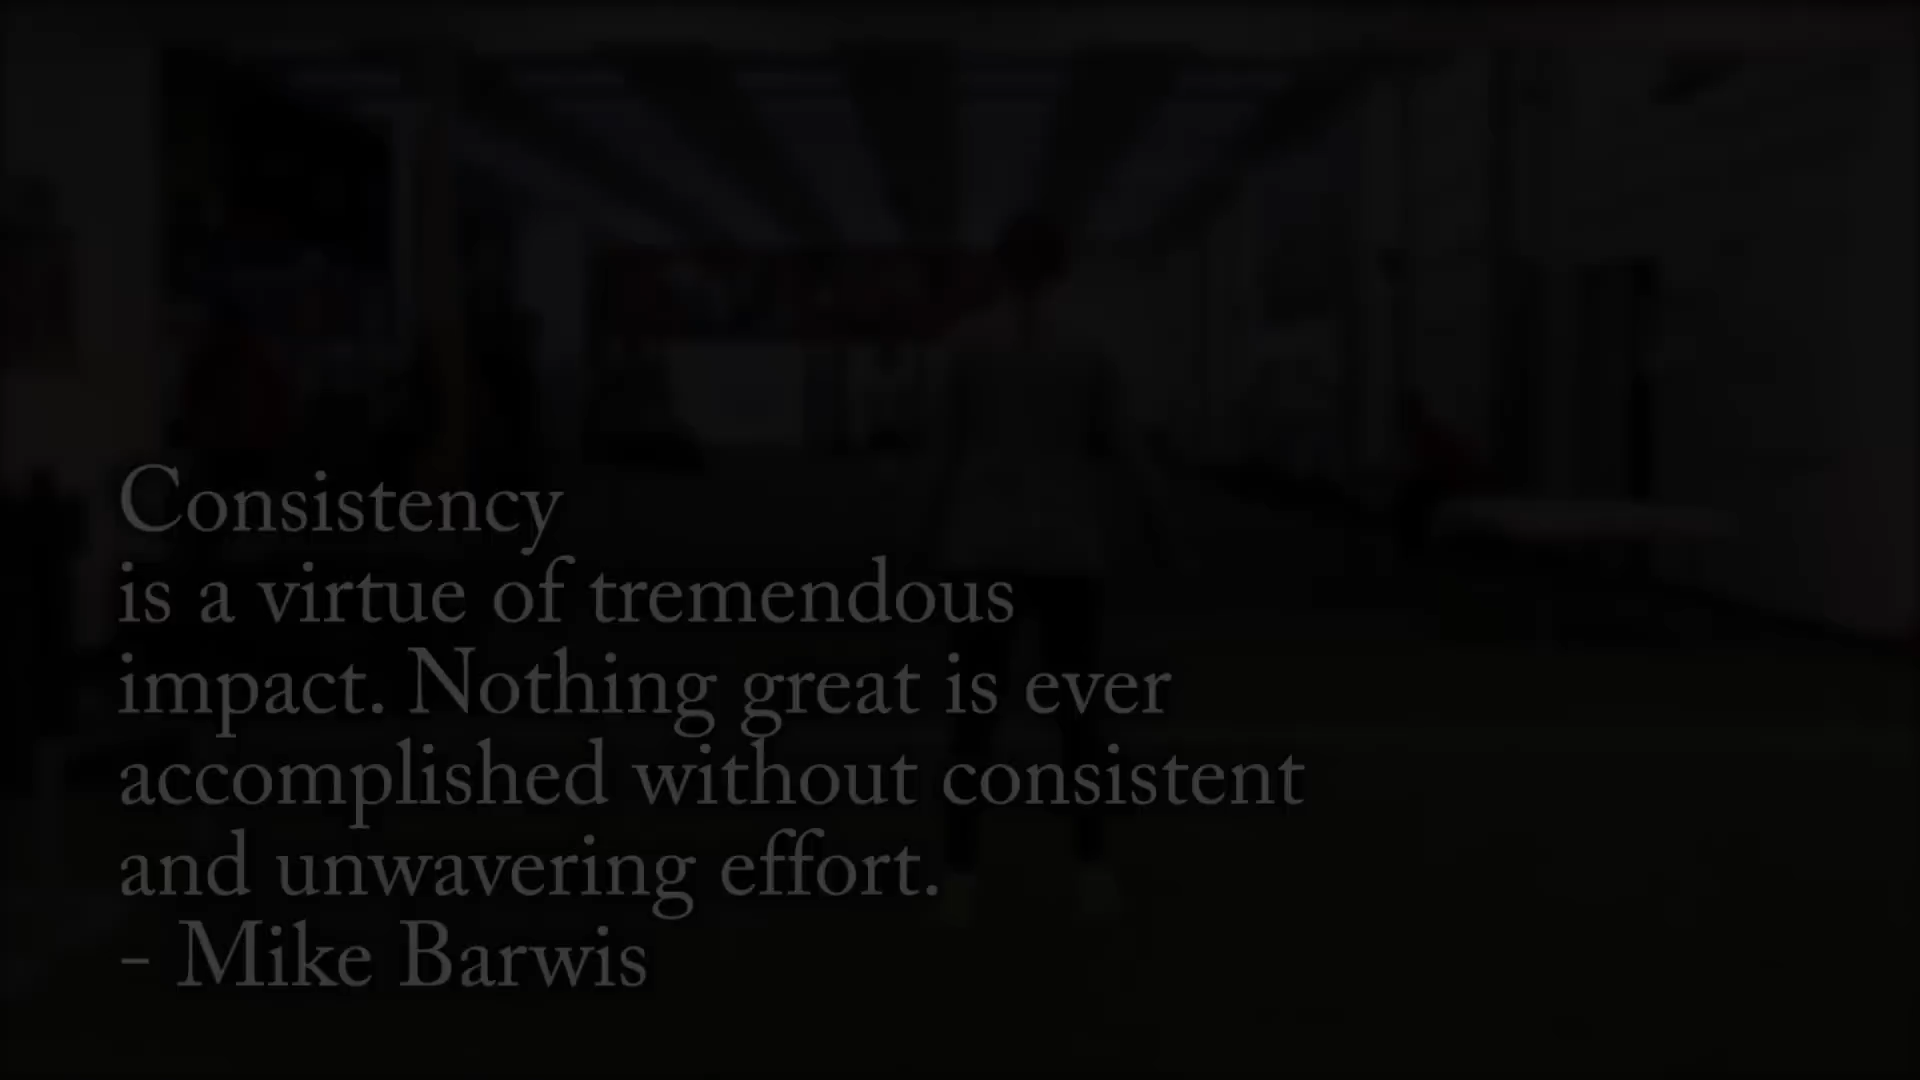 Consistency
is a virtue of tremendous
impact. Nothing great is ever
accomplished without consistent
and unwavering effort.
- Mike Barwis